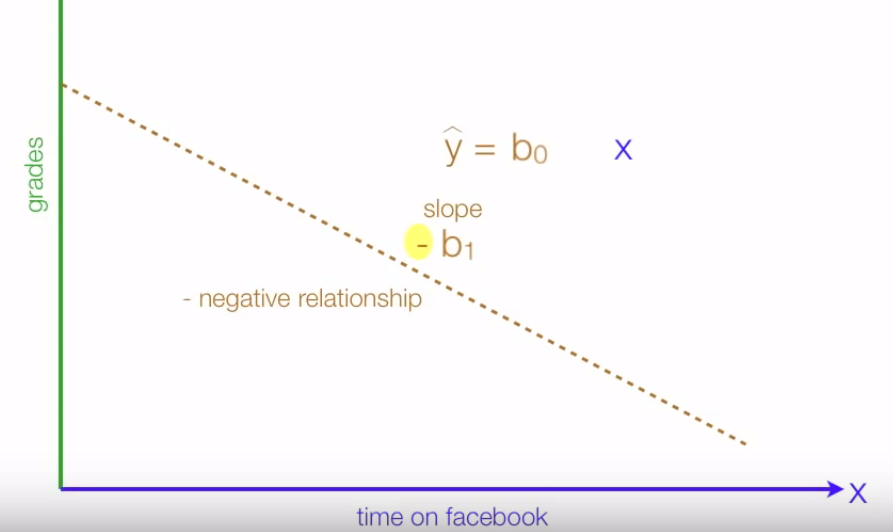 ŷ = b₀ x
grades
slope
- b₁
- negative relationship
x
time on facebook